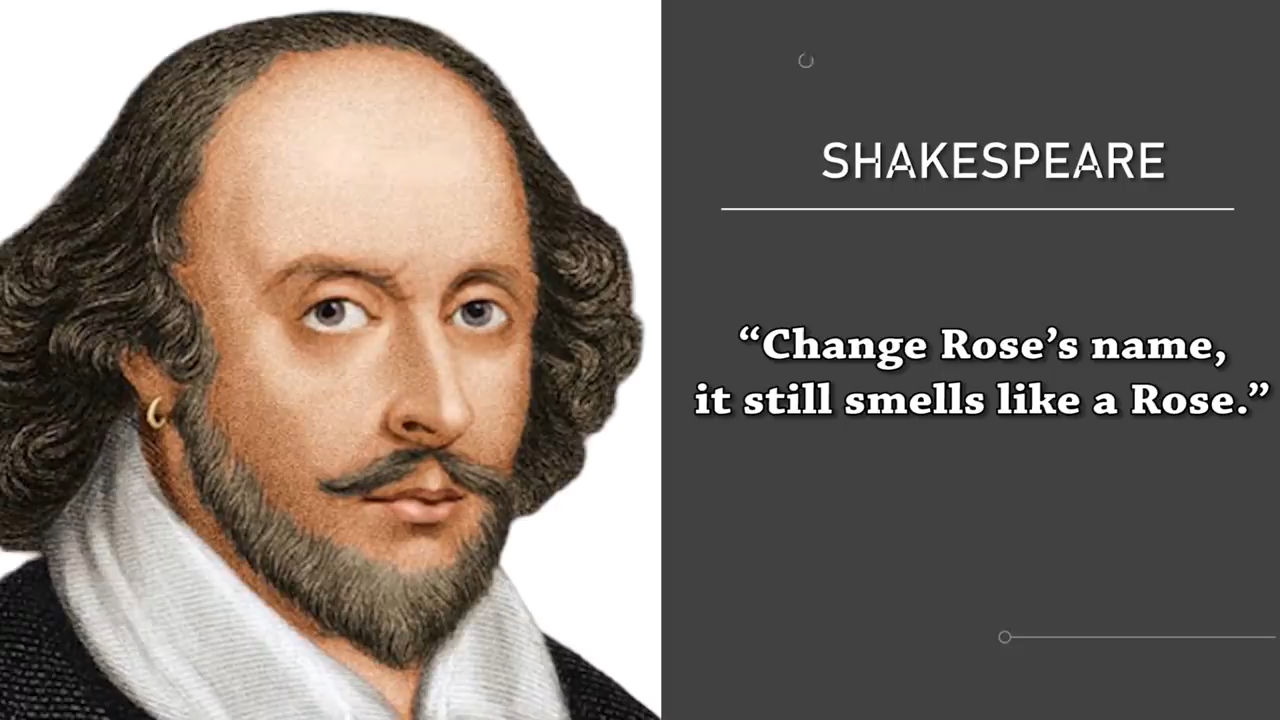 SHAKESPEARE
“Change Rose’s name,
it still smells like a Rose.”